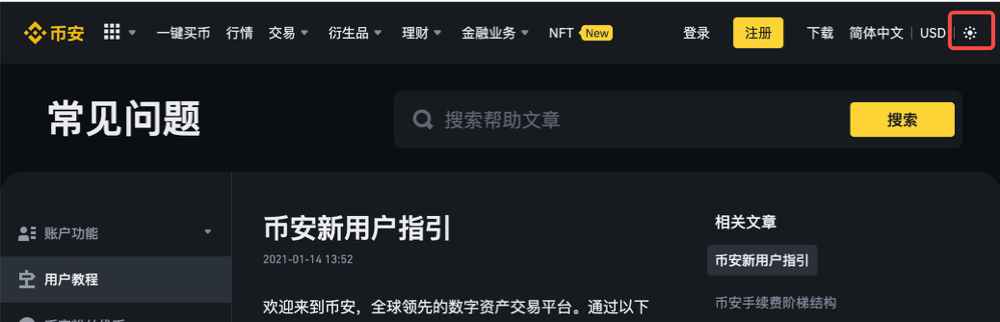 币安 一键买币 行情 交易 衍生品 理财 金融业务 NFT New 登录 注册 下载 简体中文 USD
常见问题
搜索帮助文章 搜索
账户功能
用户教程
币安新用户指引
2021-01-14 13:52
欢迎来到币安，全球领先的数字资产交易平台。通过以下
相关文章
币安新用户指引
币安手续费阶梯结构